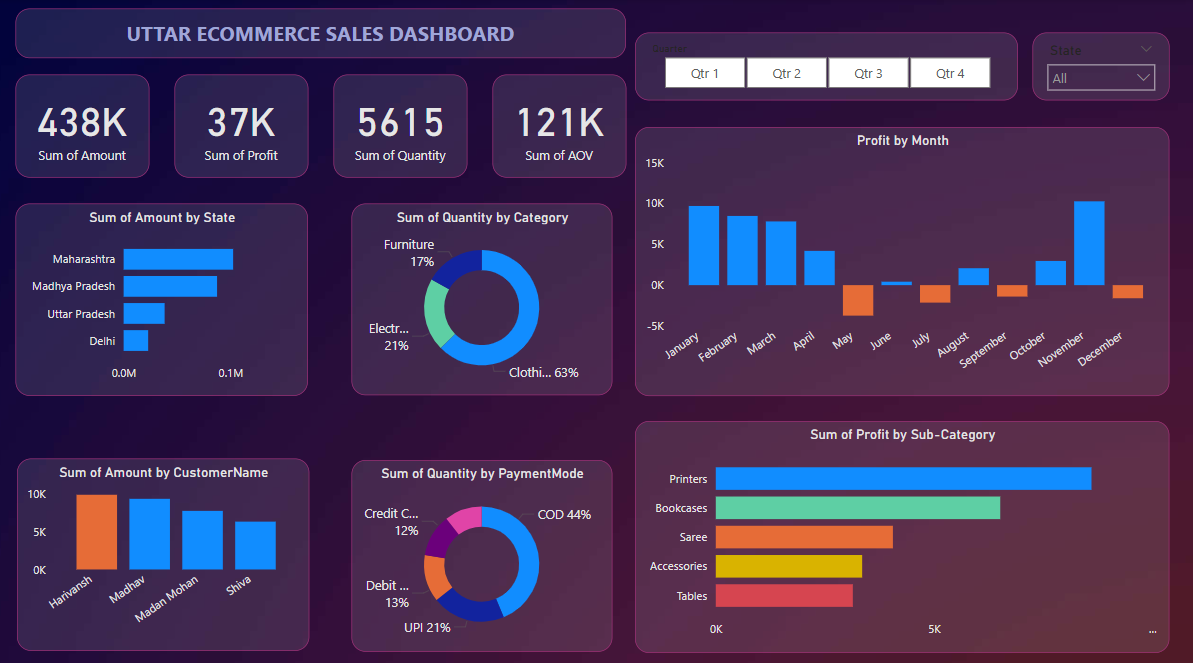 UTTAR ECOMMERCE SALES DASHBOARD
Quarter
Qtr 1
Qtr 2
Qtr 3
Qtr 4
State
All
438K
Sum of Amount
37K
Sum of Profit
5615
Sum of Quantity
121K
Sum of AOV
Profit by Month
15K
10K
5K
0K
-5K
January
February
March
April
May
June
July
August
September
October
November
December
Sum of Amount by State
Maharashtra
Madhya Pradesh
Uttar Pradesh
Delhi
0.0M
0.1M
Sum of Quantity by Category
Furniture
17%
Electr...
21%
Clothi... 63%
Sum of Profit by Sub-Category
Printers
Bookcases
Saree
Accessories
Tables
0K
5K
...
Sum of Amount by CustomerName
10K
5K
0K
Harivansh
Madhav
Madan Mohan
Shiva
Sum of Quantity by PaymentMode
Credit C...
12%
COD 44%
Debit ...
13%
UPI 21%